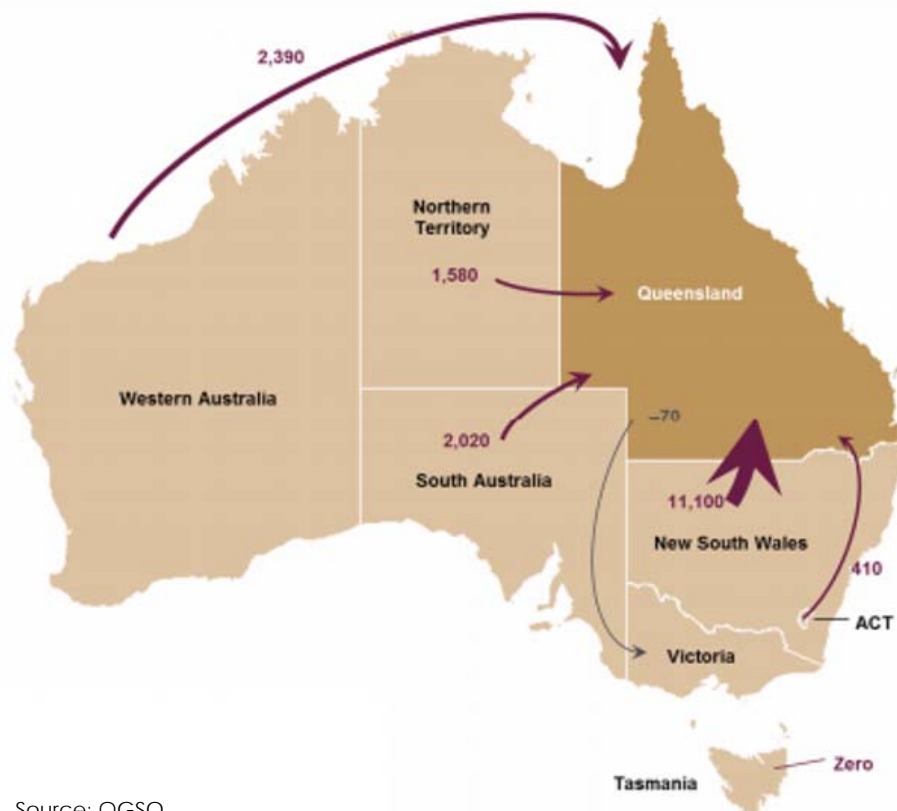 2,390
Northern
Territory
1,580
Queensland
Western Australia
–70
2,020
South Australia
11,100
New South Wales
410
ACT
Victoria
Zero
Tasmania
Source: QGSO